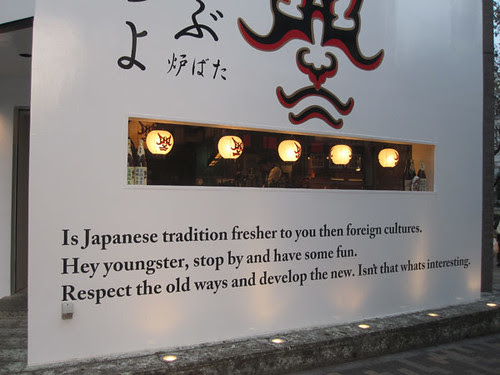 ぶ
よ
炉ばた
Is Japanese tradition fresher to you then foreign cultures.
Hey youngster, stop by and have some fun.
Respect the old ways and develop the new. Isn't that whats interesting.